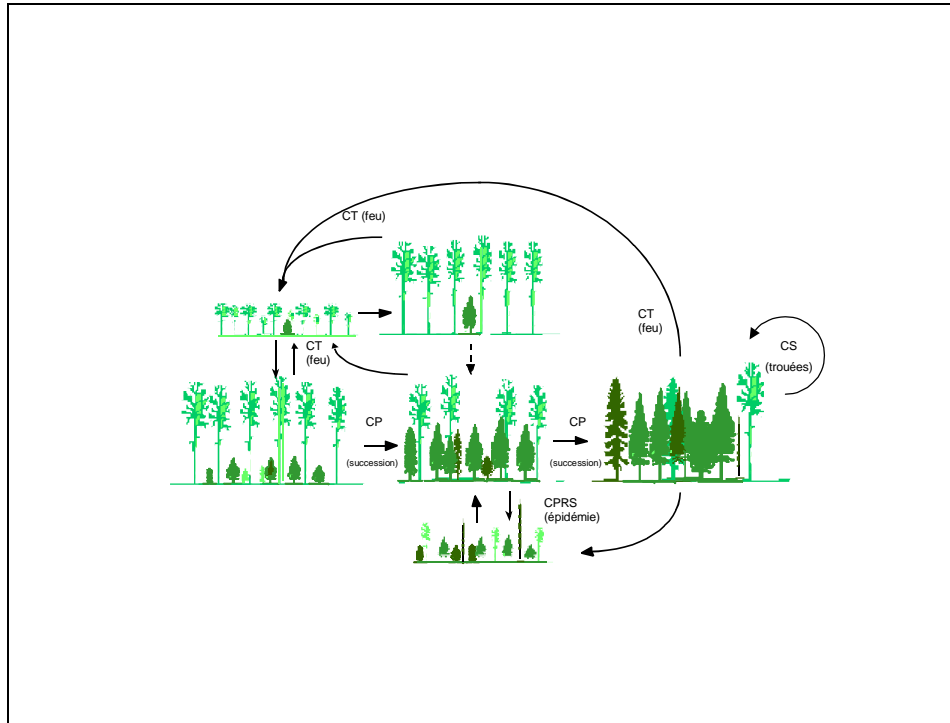 CT (feu)
CT
(feu)
CT
(feu)
CS
(trouées)
CP
(succession)
CP
(succession)
CPRS
(épidémie)